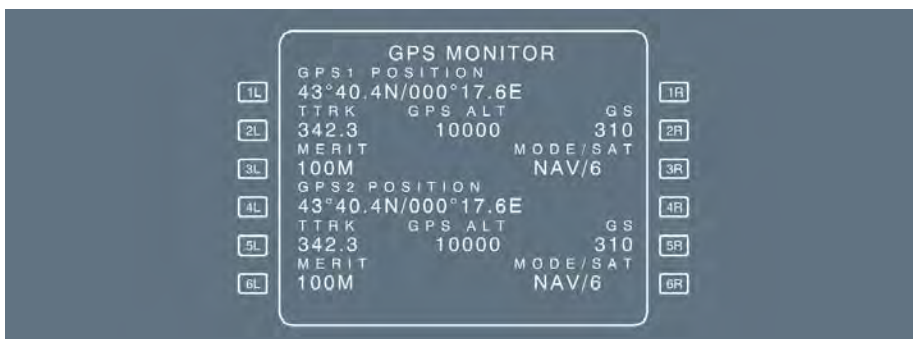 GPS MONITOR
GPS1 POSITION
1L 43°40.4N/000°17.6E 1R
TTRK GPS ALT GS
2L 342.3 10000 310 2R
MERIT MODE/SAT
3L 100M NAV/6 3R
GPS2 POSITION
4L 43°40.4N/000°17.6E 4R
TTRK GPS ALT GS
5L 342.3 10000 310 5R
MERIT MODE/SAT
6L 100M NAV/6 6R